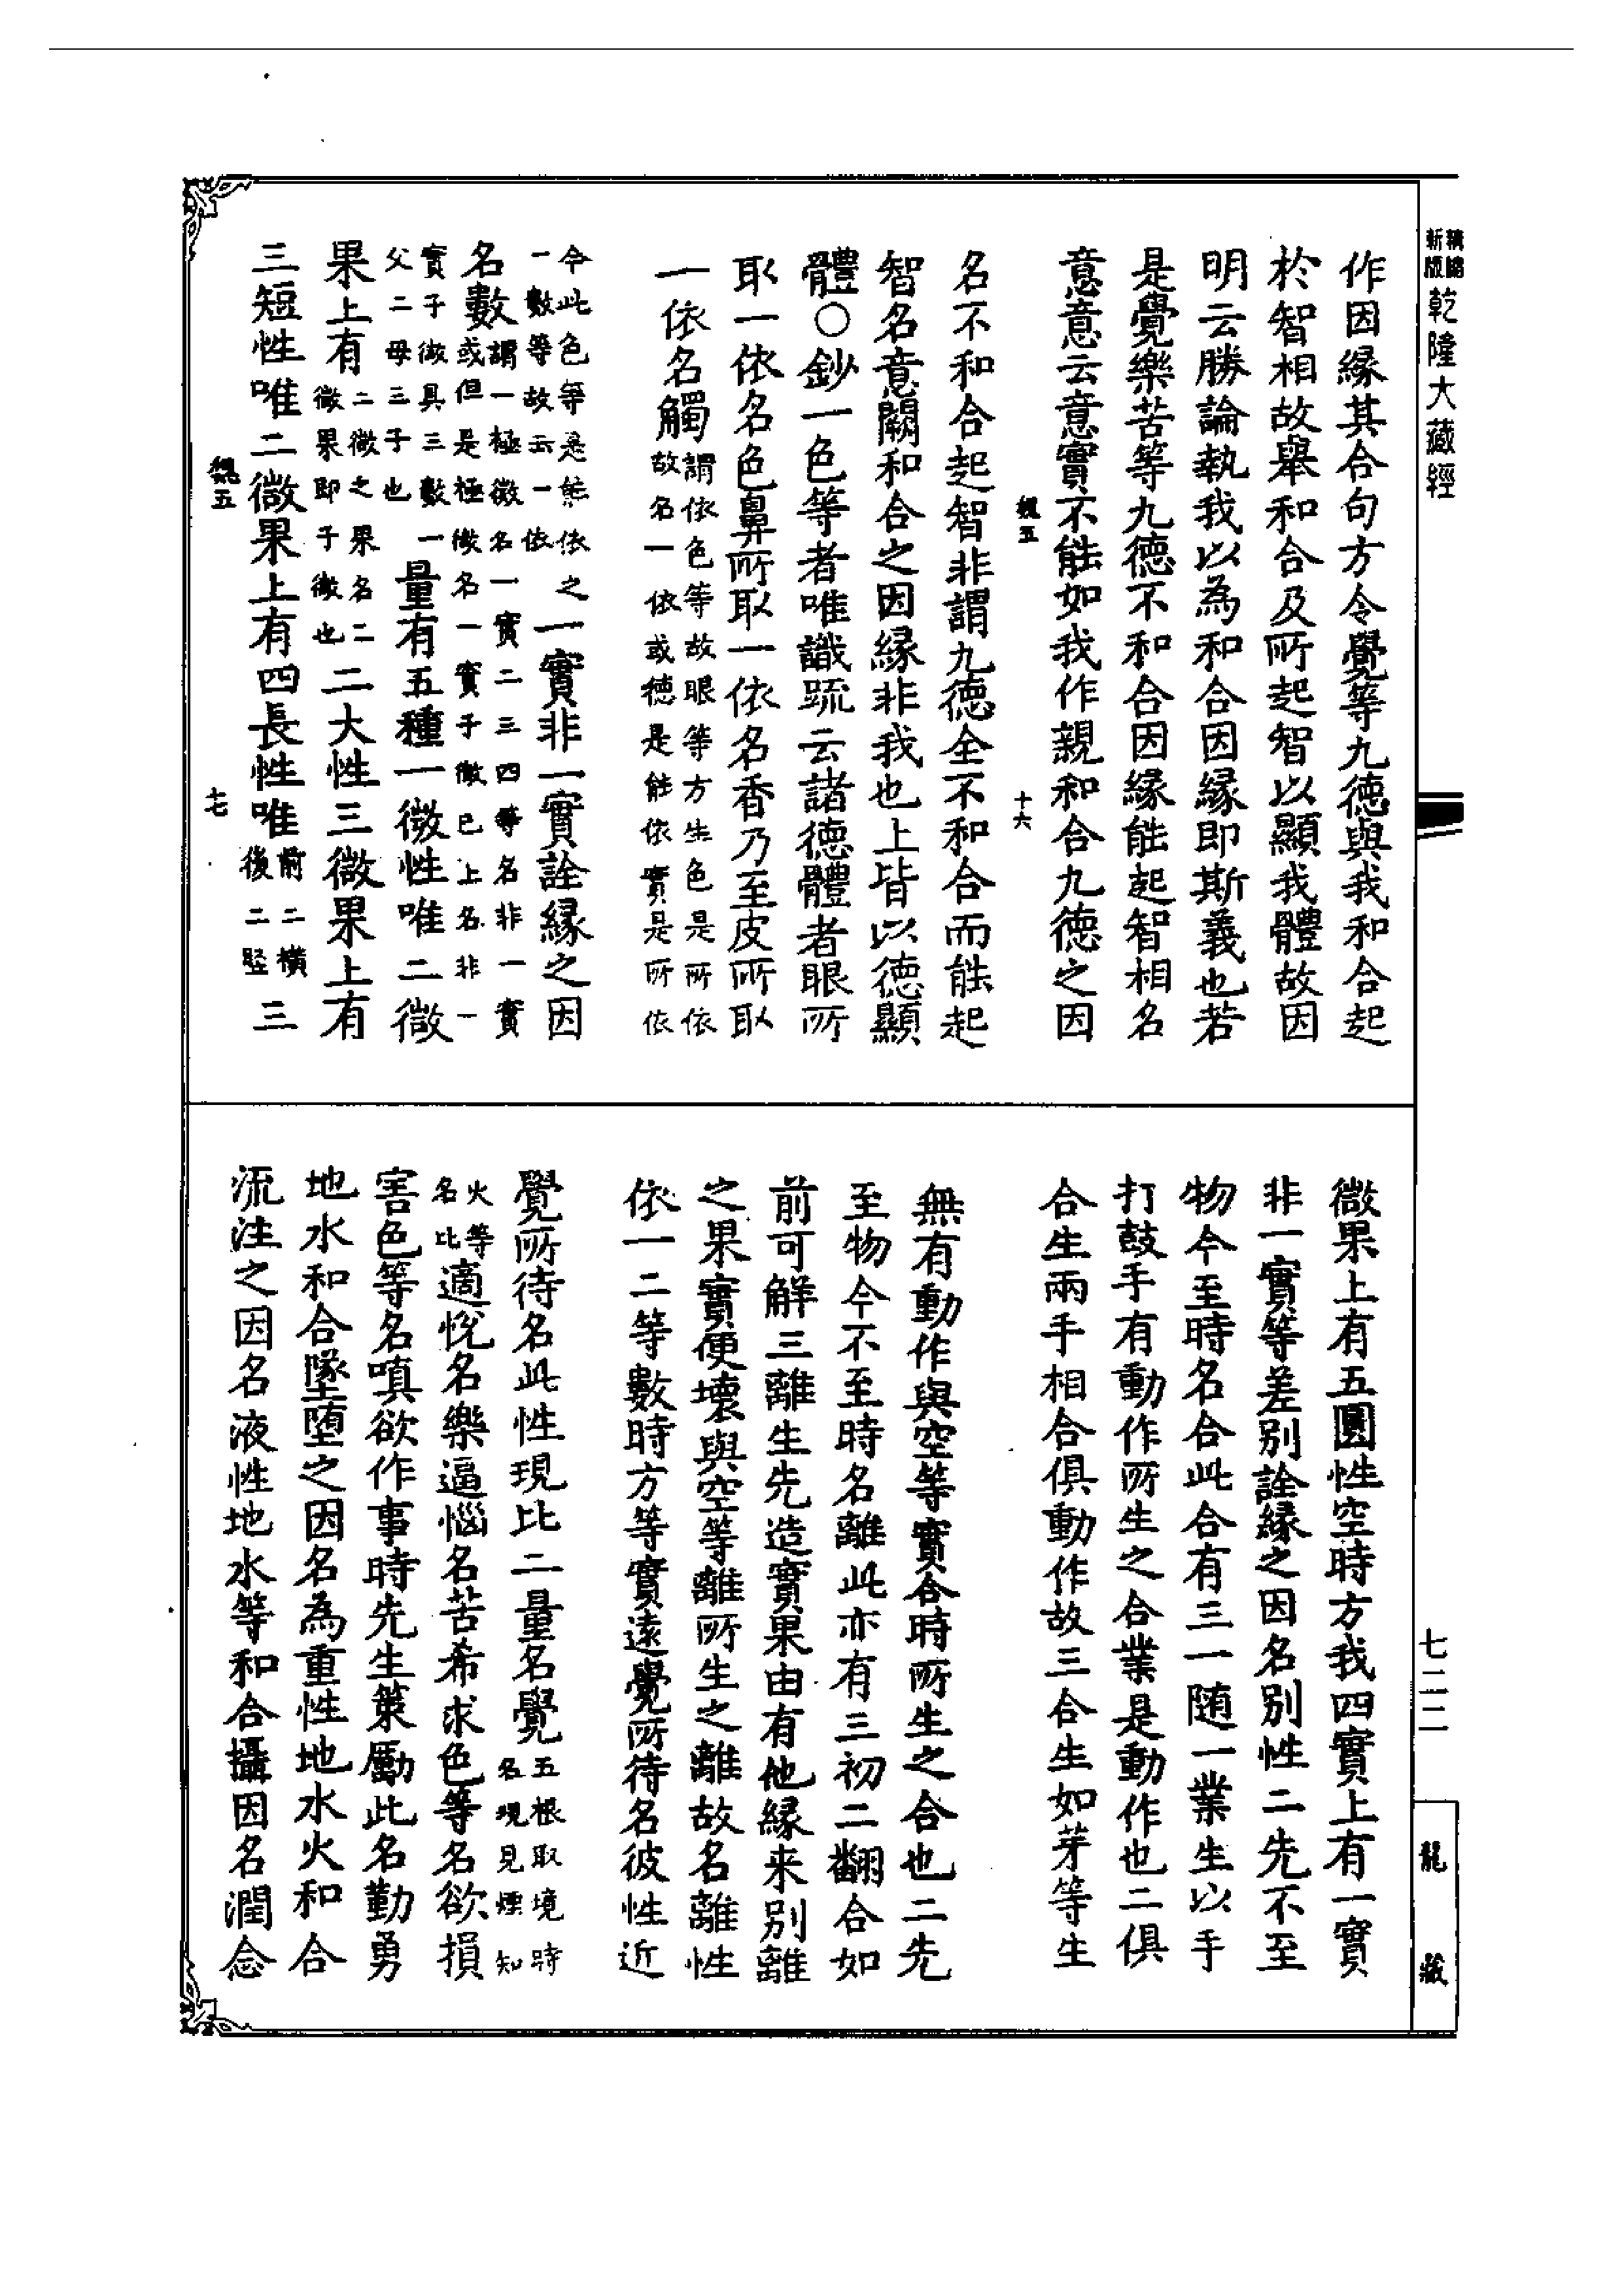 精縮
新版
乾隆大藏經
作因緣其合句方令覺等九德與我和合起
於智相故舉和合及所起智以顯我體故因
明云勝論執我以為和合因緣即斯義也若
是覺樂苦等九德不和合因緣能起智相名
意意云意實不能如我作親和合九德之因
魏五
十六
名不和合起智非謂九德全不和合而能起
智名意闕和合之因緣非我也上皆以德顯
體○鈔一色等者唯識疏云諸德體者眼所
取一依名色鼻所取一依名香乃至皮所取
一依名觸
謂依色等故眼等方生色是所依
故名一依或德是能依實是所依
今此色等是能依之
一數等故云一依
一實非一實詮緣之因
名數
謂一極微名一實二三四等名非一實
或但是極微名一實子微已上名非一
實子微具三數一
父二母三子也
量有五種一微性唯二微
果上有
二微之果名二
微果即子微也
二大性三微果上有
三短性唯二微果上有四長性唯
前二橫
後二豎
三
魏五
七
微果上有五圓性空時方我四實上有一實
非一實等差別詮緣之因名別性二先不至
物今至時名合此合有三一隨一業生以手
打鼓手有動作所生之合業是動作也二俱
合生兩手相合俱動作故三合生如芽等生
無有動作與空等實合時所生之合也二先
至物今不至時名離此亦有三初二翻合如
前可解三離生先造實果由有他緣来別離
之果實便壞與空等離所生之離故名離性
依一二等數時方等實遠覺所待名彼性近
覺所待名此性現比二量名覺
五根取境時
名現見煙知
火等
名比
適悅名樂逼惱名苦希求色等名欲損
害色等名嗔欲作事時先生策勵此名勤勇
地水和合墜墮之因名為重性地水火和合
流注之因名液性地水等和合攝因名潤念
七二二
龍
藏